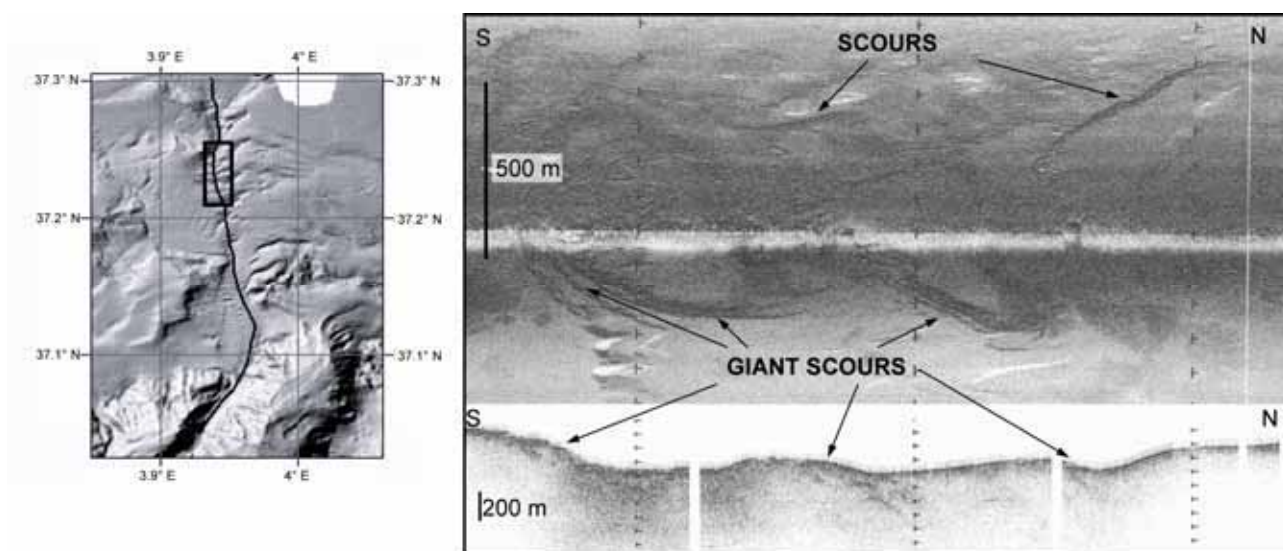 3.9° E 4° E
37.3° N 37.3° N
37.2° N 37.2° N
37.1° N 37.1° N
3.9° E 4° E
S SCOURS N
500 m
GIANT SCOURS
S N
200 m